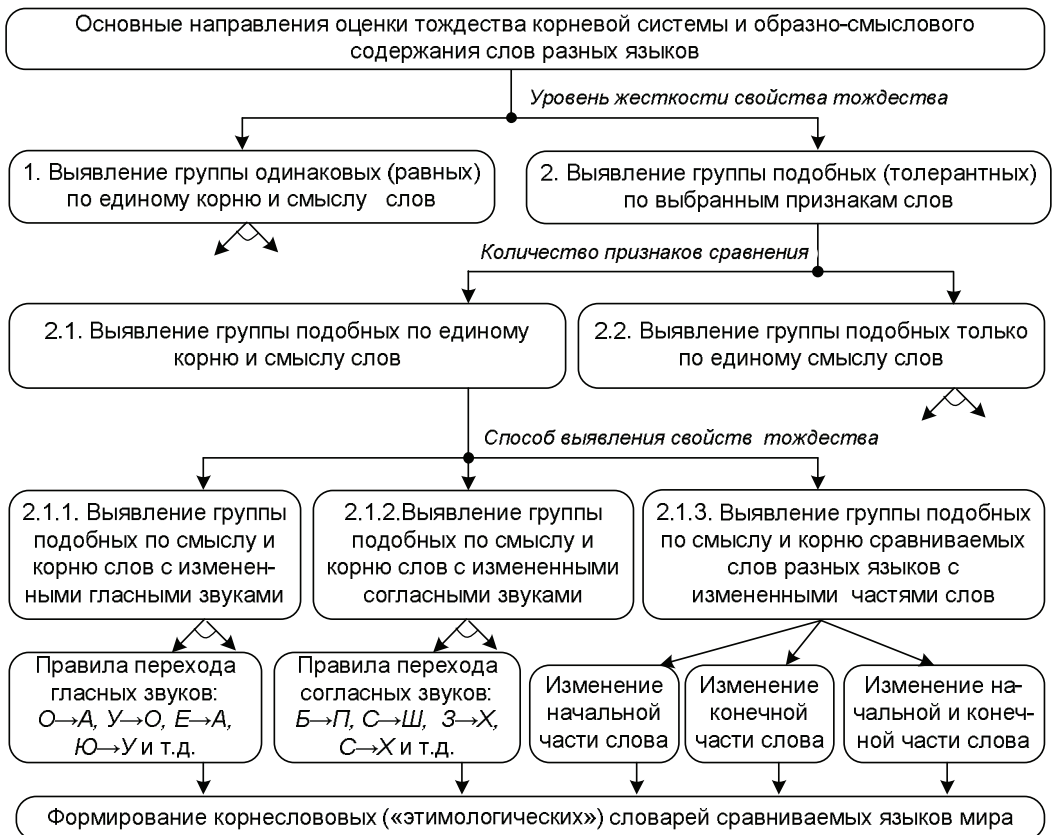 Основные направления оценки тождества корневой системы и образно-смыслового
содержания слов разных языков
Уровень жесткости свойства тождества
1. Выявление группы одинаковых (равных)
по единому корню и смыслу слов
2. Выявление группы подобных (толерантных)
по выбранным признакам слов
Количество признаков сравнения
2.1. Выявление группы подобных по единому
корню и смыслу слов
2.2. Выявление группы подобных только
по единому смыслу слов
Способ выявления свойств тождества
2.1.1. Выявление группы
подобных по смыслу и
корню слов с изменен-
ными гласными звуками
2.1.2.Выявление группы
подобных по смыслу и
корню слов с измененными
согласными звуками
2.1.3. Выявление группы подобных
по смыслу и корню сравниваемых
слов разных языков с
измененными частями слов
Правила перехода
гласных звуков:
О→А, У→О, Е→А,
Ю→У и т.д.
Правила перехода
согласных звуков:
Б→П, С→Ш, З→Х,
С→Х и т.д.
Изменение
начальной
части слова
Изменение
конечной
части слова
Изменение на-
чальной и конеч-
ной части слова
Формирование корнесловых («этимологических») словарей сравниваемых языков мира